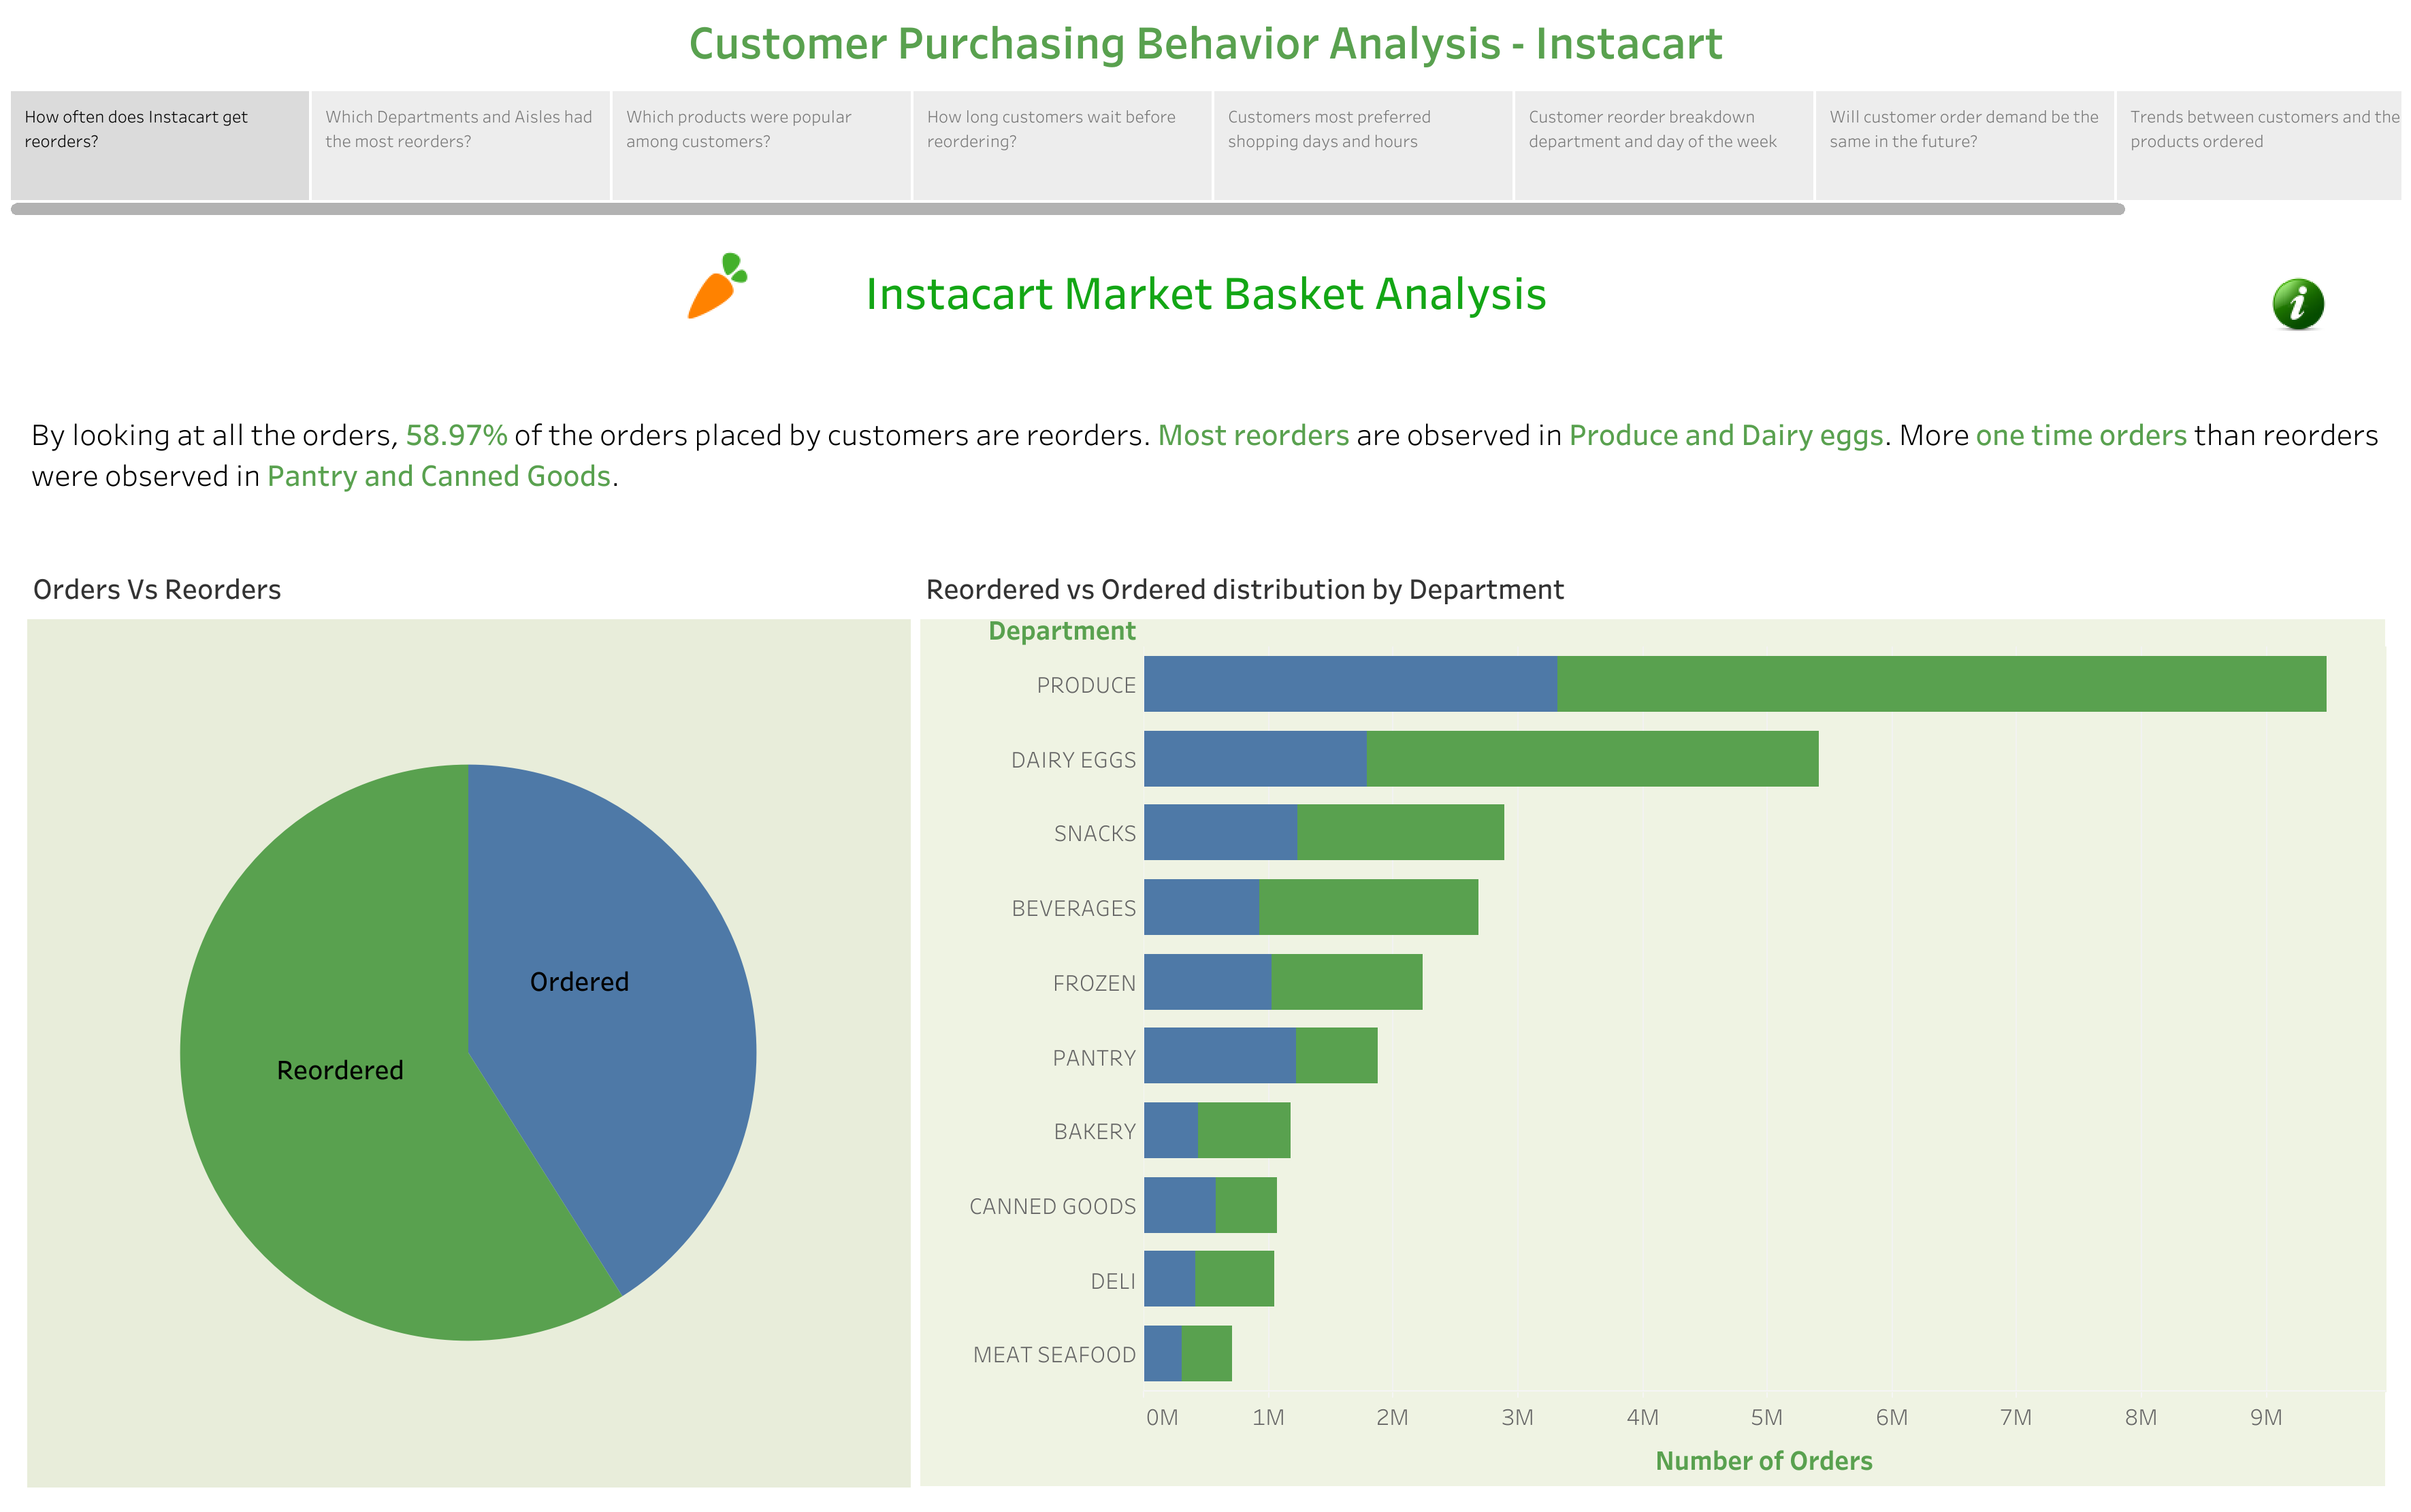 Customer Purchasing Behavior Analysis - Instacart
How often does Instacart get
reorders?
Which Departments and Aisles had
the most reorders?
Which products were popular
among customers?
How long customers wait before
reordering?
Customers most preferred
shopping days and hours
Customer reorder breakdown
department and day of the week
Will customer order demand be the
same in the future?
Trends between customers and the
products ordered
Instacart Market Basket Analysis
i
By looking at all the orders, 58.97% of the orders placed by customers are reorders. Most reorders are observed in Produce and Dairy eggs. More one time orders than reorders
were observed in Pantry and Canned Goods.
Orders Vs Reorders
Ordered
Reordered
Reordered vs Ordered distribution by Department
Department
PRODUCE
DAIRY EGGS
SNACKS
BEVERAGES
FROZEN
PANTRY
BAKERY
CANNED GOODS
DELI
MEAT SEAFOOD
0M 1M 2M 3M 4M 5M 6M 7M 8M 9M
Number of Orders